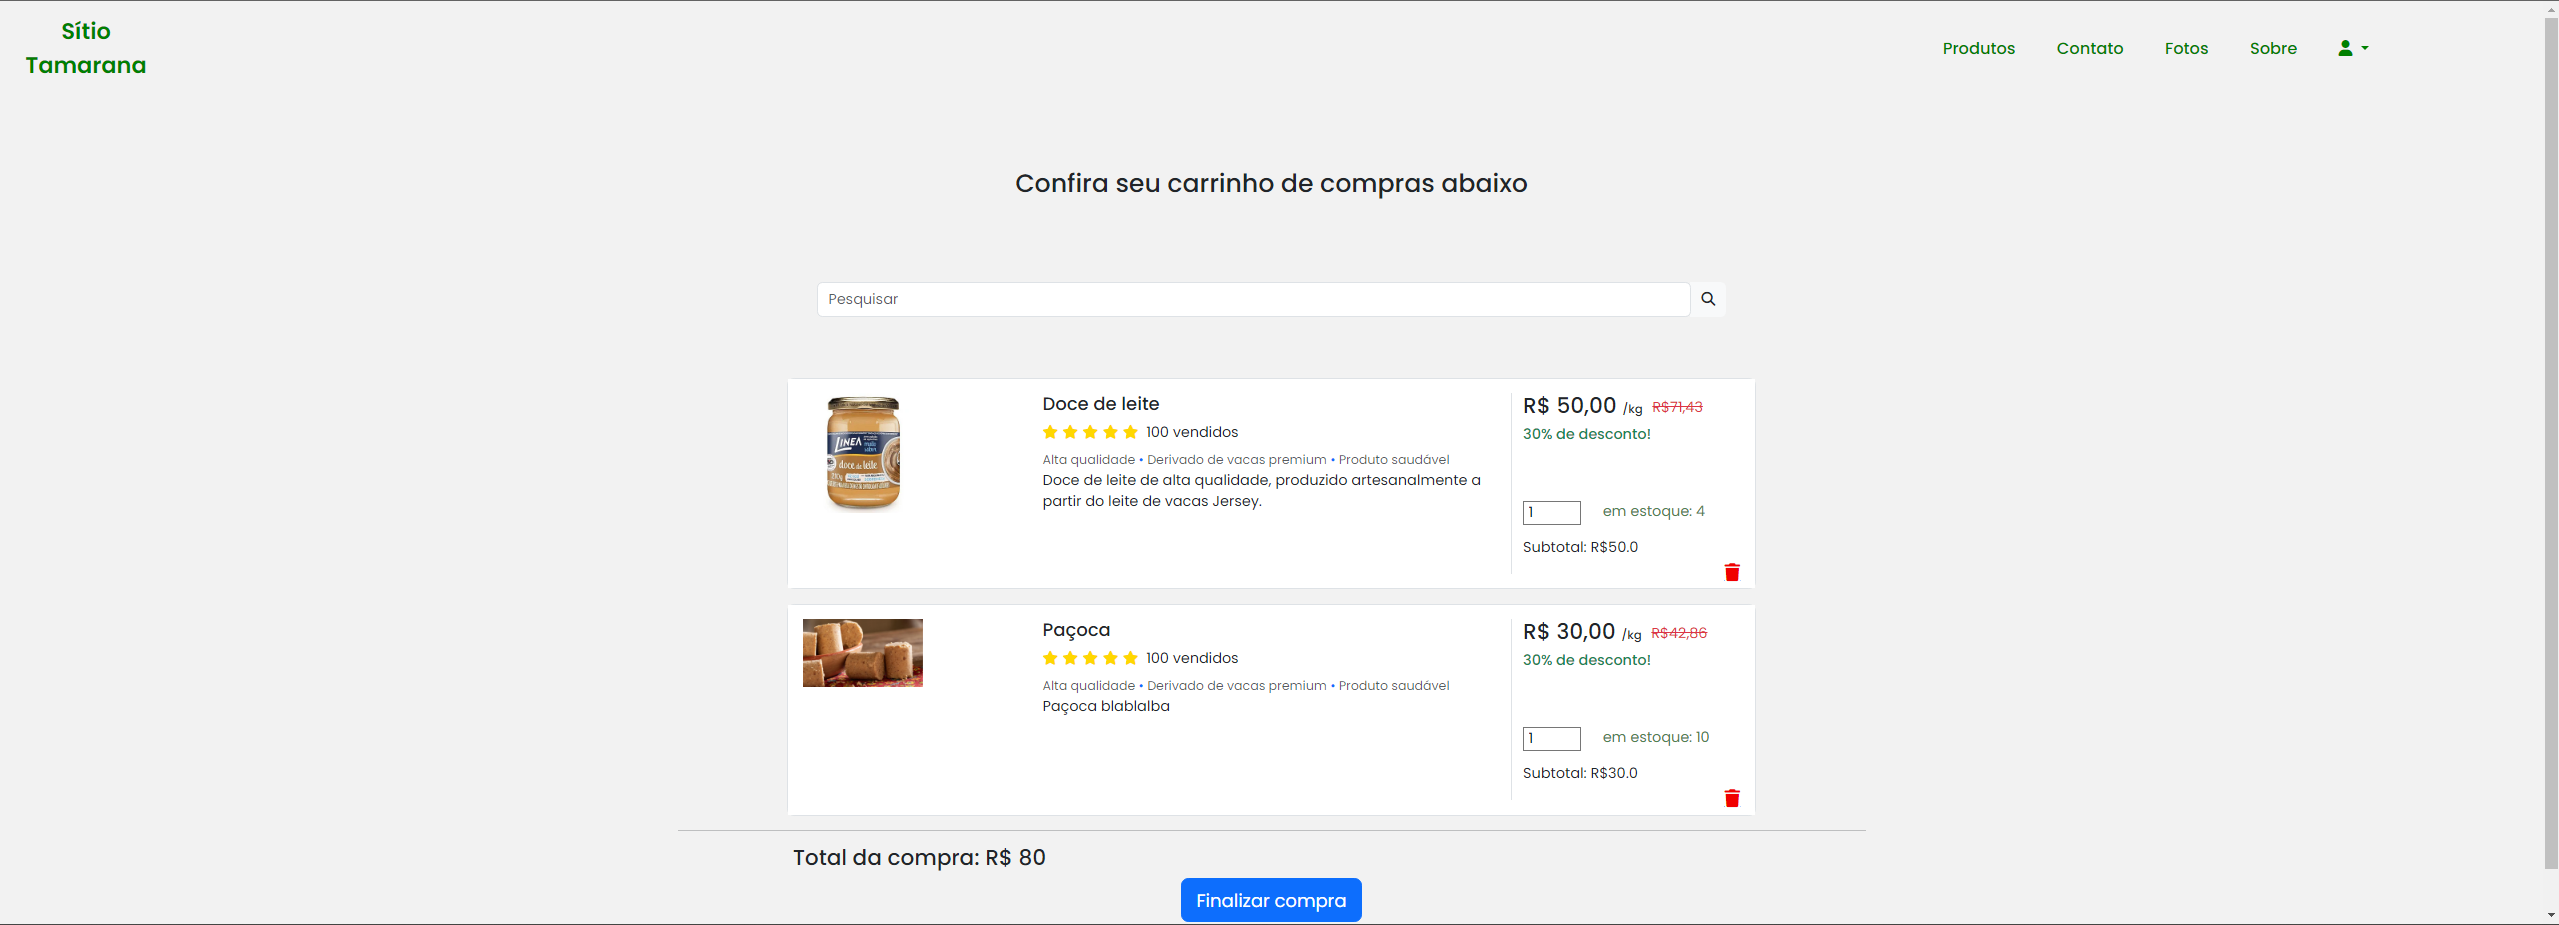 Sítio
Tamarana
Produtos
Contato
Fotos
Sobre
Confira seu carrinho de compras abaixo
Pesquisar
LINEA
doce de leite
Doce de leite
100 vendidos
Alta qualidade • Derivado de vacas premium • Produto saudável
Doce de leite de alta qualidade, produzido artesanalmente a
partir do leite de vacas Jersey.
R$ 50,00 /kg R$71,43
30% de desconto!
1 em estoque: 4
Subtotal: R$50.0
Paçoca
100 vendidos
Alta qualidade • Derivado de vacas premium • Produto saudável
Paçoca blablalba
R$ 30,00 /kg R$42,86
30% de desconto!
1 em estoque: 10
Subtotal: R$30.0
Total da compra: R$ 80
Finalizar compra